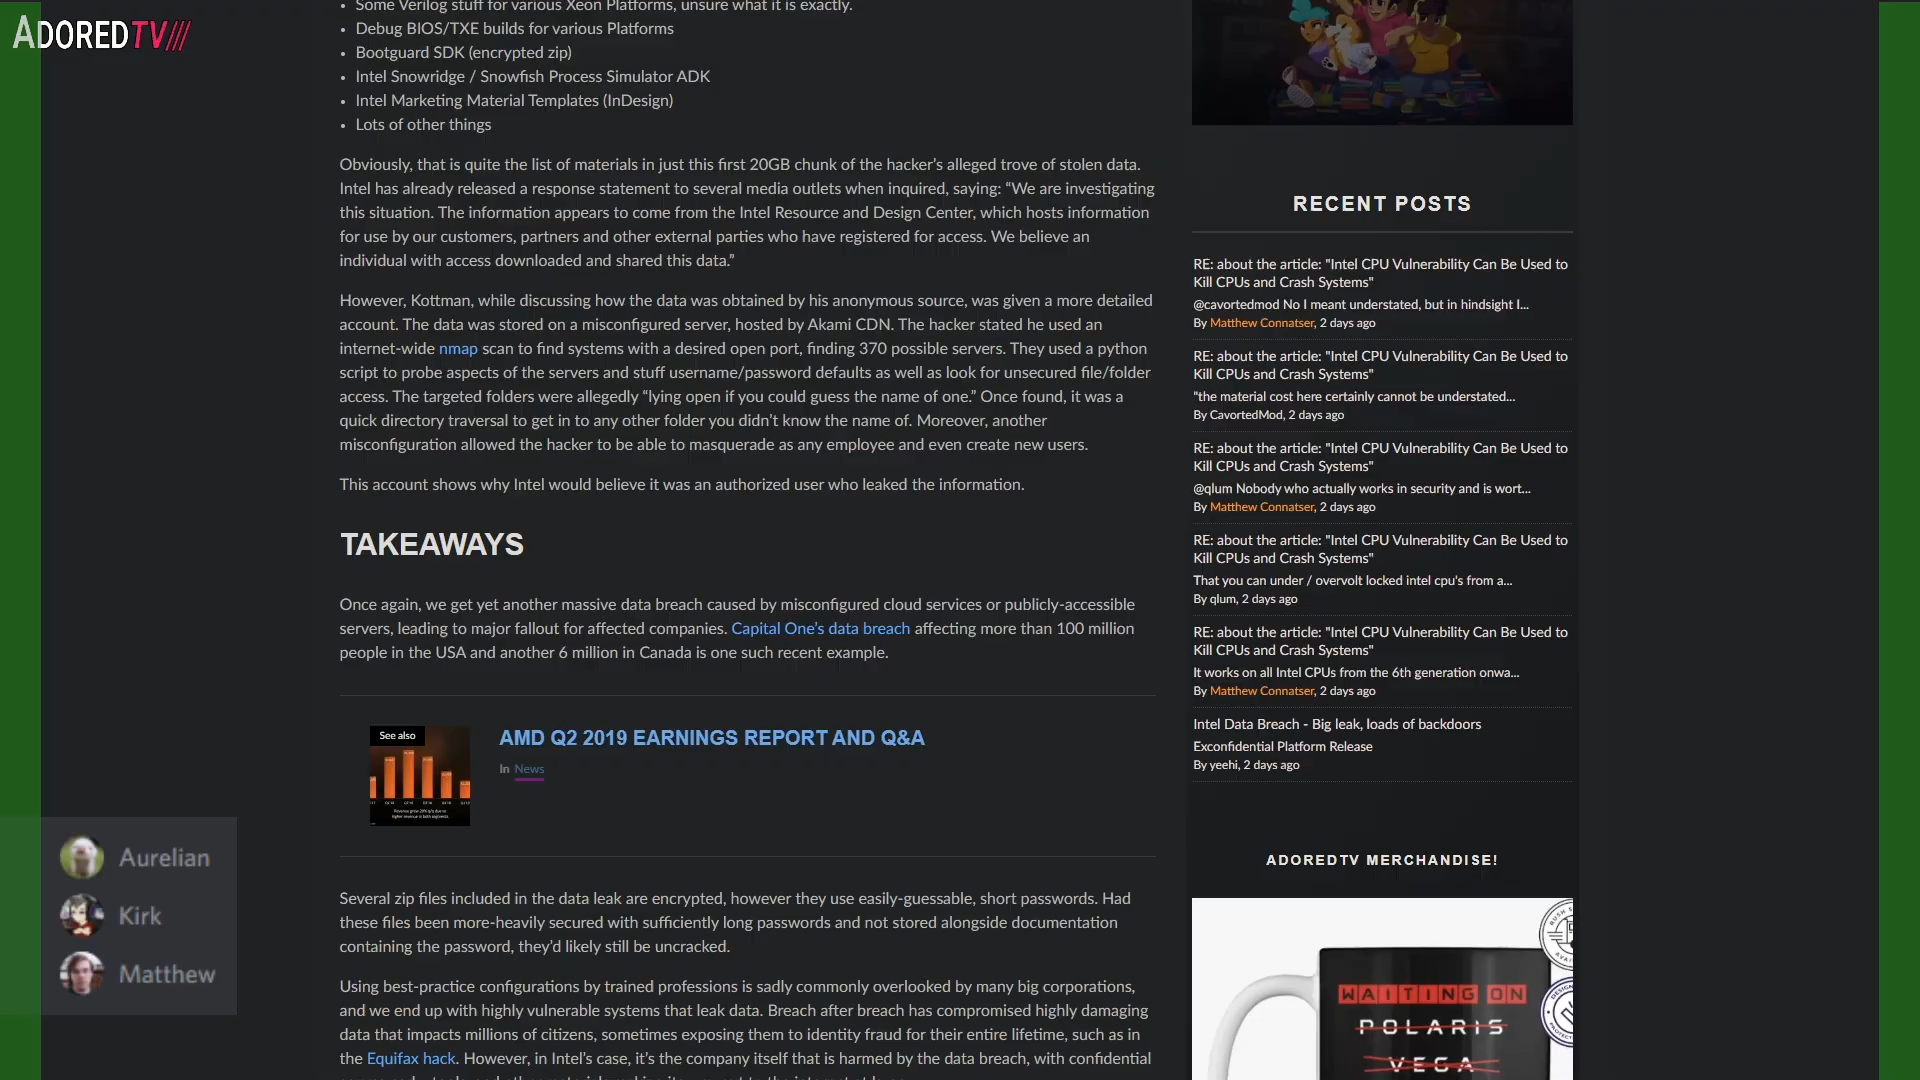 ADOREDTV///
• Some Verilog stuff for various Xeon Platforms, unsure what it is exactly.
• Debug BIOS/TXE builds for various Platforms
• Bootguard SDK (encrypted zip)
• Intel Snowridge / Snowfish Process Simulator ADK
• Intel Marketing Material Templates (InDesign)
• Lots of other things
Obviously, that is quite the list of materials in just this first 20GB chunk of the hacker's alleged trove of stolen data.
Intel has already released a response statement to several media outlets when inquired, saying: “We are investigating
this situation. The information appears to come from the Intel Resource and Design Center, which hosts information
for use by our customers, partners and other external parties who have registered for access. We believe an
individual with access downloaded and shared this data.”
However, Kottman, while discussing how the data was obtained by his anonymous source, was given a more detailed
account. The data was stored on a misconfigured server, hosted by Akami CDN. The hacker stated he used an
internet-wide nmap scan to find systems with a desired open port, finding 370 possible servers. They used a python
script to probe aspects of the servers and stuff username/password defaults as well as look for unsecured file/folder
access. The targeted folders were allegedly “lying open if you could guess the name of one.” Once found, it was a
quick directory traversal to get in to any other folder you didn't know the name of. Moreover, another
misconfiguration allowed the hacker to be able to masquerade as any employee and even create new users.
This account shows why Intel would believe it was an authorized user who leaked the information.
TAKEAWAYS
Once again, we get yet another massive data breach caused by misconfigured cloud services or publicly-accessible
servers, leading to major fallout for affected companies. Capital One's data breach affecting more than 100 million
people in the USA and another 6 million in Canada is one such recent example.
See also
AMD Q2 2019 EARNINGS REPORT AND Q&A
In News
Several zip files included in the data leak are encrypted, however they use easily-guessable, short passwords. Had
these files been more-heavily secured with sufficiently long passwords and not stored alongside documentation
containing the password, they'd likely still be uncracked.
Using best-practice configurations by trained professions is sadly commonly overlooked by many big corporations,
and we end up with highly vulnerable systems that leak data. Breach after breach has compromised highly damaging
data that impacts millions of citizens, sometimes exposing them to identity fraud for their entire lifetime, such as in
the Equifax hack. However, in Intel's case, it's the company itself that is harmed by the data breach, with confidential
RECENT POSTS
RE: about the article: "Intel CPU Vulnerability Can Be Used to
Kill CPUs and Crash Systems"
@cavortedmod No I meant understated, but in hindsight I...
By Matthew Connatser, 2 days ago
RE: about the article: "Intel CPU Vulnerability Can Be Used to
Kill CPUs and Crash Systems"
"the material cost here certainly cannot be understated...
By CavortedMod, 2 days ago
RE: about the article: "Intel CPU Vulnerability Can Be Used to
Kill CPUs and Crash Systems"
@qlum Nobody who actually works in security and is wort...
By Matthew Connatser, 2 days ago
RE: about the article: "Intel CPU Vulnerability Can Be Used to
Kill CPUs and Crash Systems"
That you can under / overvolt locked intel cpu's from a...
By qlum, 2 days ago
RE: about the article: "Intel CPU Vulnerability Can Be Used to
Kill CPUs and Crash Systems"
It works on all Intel CPUs from the 6th generation onwa...
By Matthew Connatser, 2 days ago
Intel Data Breach - Big leak, loads of backdoors
Exconfidential Platform Release
By yeehi, 2 days ago
ADOREDTV MERCHANDISE!
WAITING ON
POLARIS
VEGA
Aurelian
Kirk
Matthew